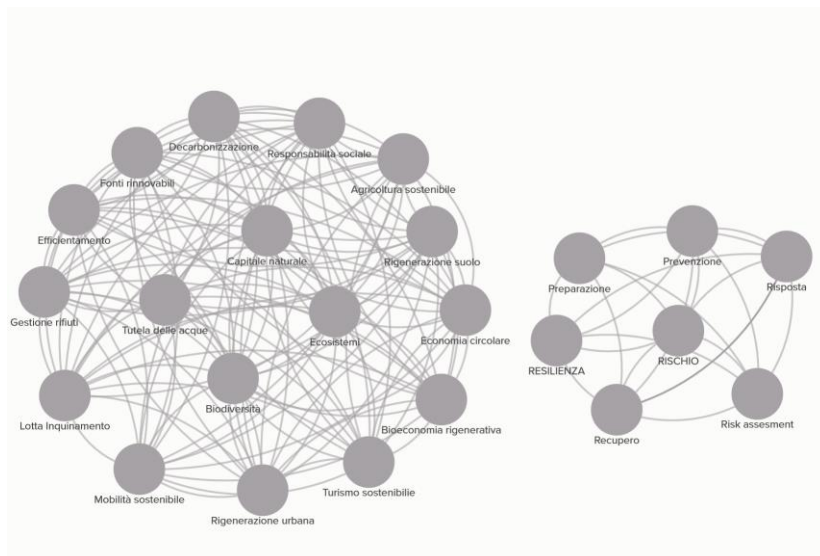 Decarbonizzazione
Responsabilità sociale
Fonti rinnovabili
Agricoltura sostenibile
Efficientamento
Capitale naturale
Rigenerazione suolo
Gestione rifiuti
Tutela delle acque
Ecosistemi
Economia circolare
Biodiversità
Lotta Inquinamento
Bioeconomia rigenerativa
Mobilità sostenibile
Turismo sostenibilie
Rigenerazione urbana
Prevenzione
Preparazione
Risposta
RISCHIO
RESILIENZA
Risk assesment
Recupero